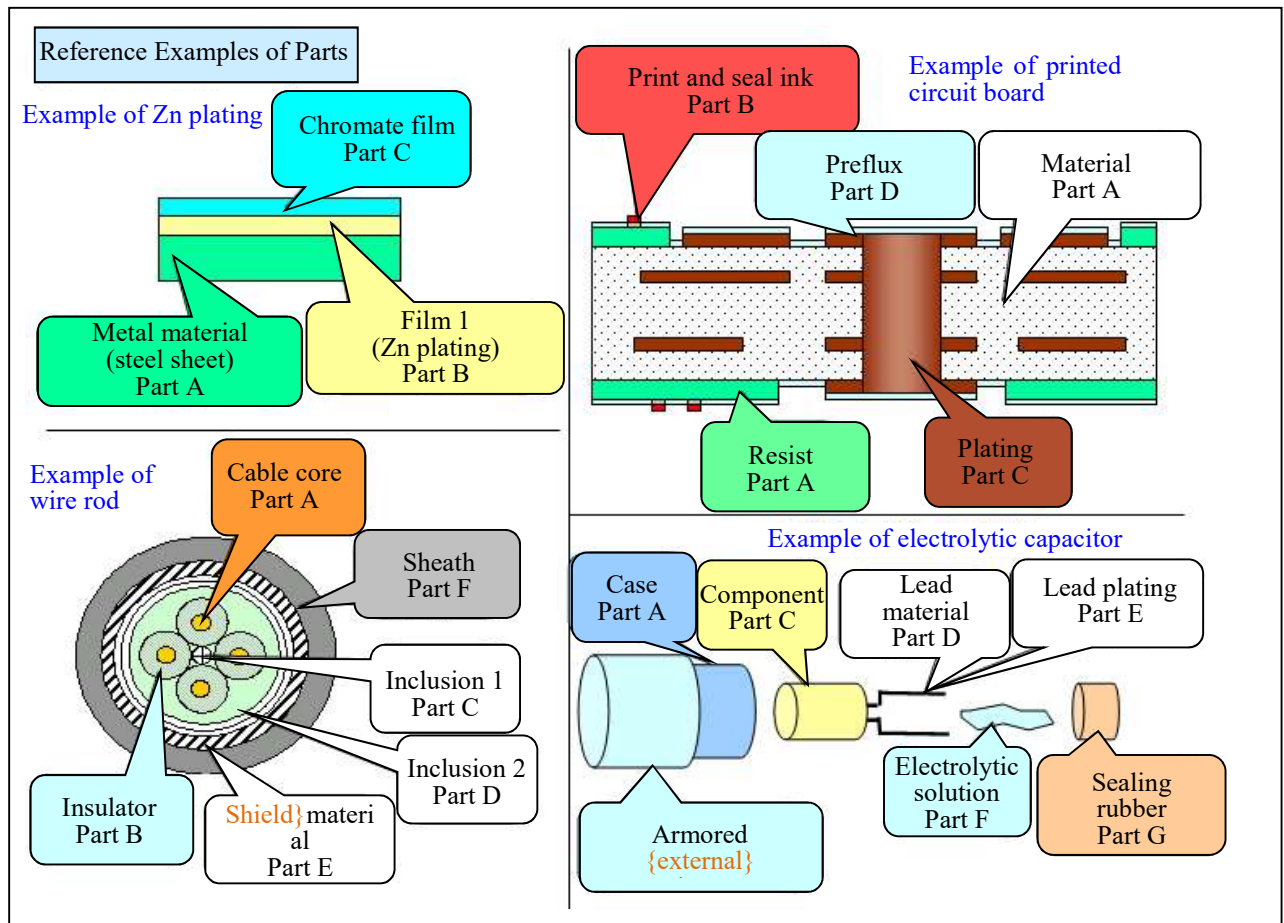 Reference Examples of Parts
Example of Zn plating
Chromate film
Part C
Metal material
(steel sheet)
Part A
Film 1
(Zn plating)
Part B
Example of printed
circuit board
Print and seal ink
Part B
Preflux
Part D
Material
Part A
Resist
Part A
Plating
Part C
Example of
wire rod
Cable core
Part A
Sheath
Part F
Inclusion 1
Part C
Inclusion 2
Part D
Insulator
Part B
Shield}materi
al
Part E
Example of electrolytic capacitor
Case
Part A
Component
Part C
Lead
material
Part D
Lead plating
Part E
Electrolytic
solution
Part F
Sealing
rubber
Part G
Armored
{external}